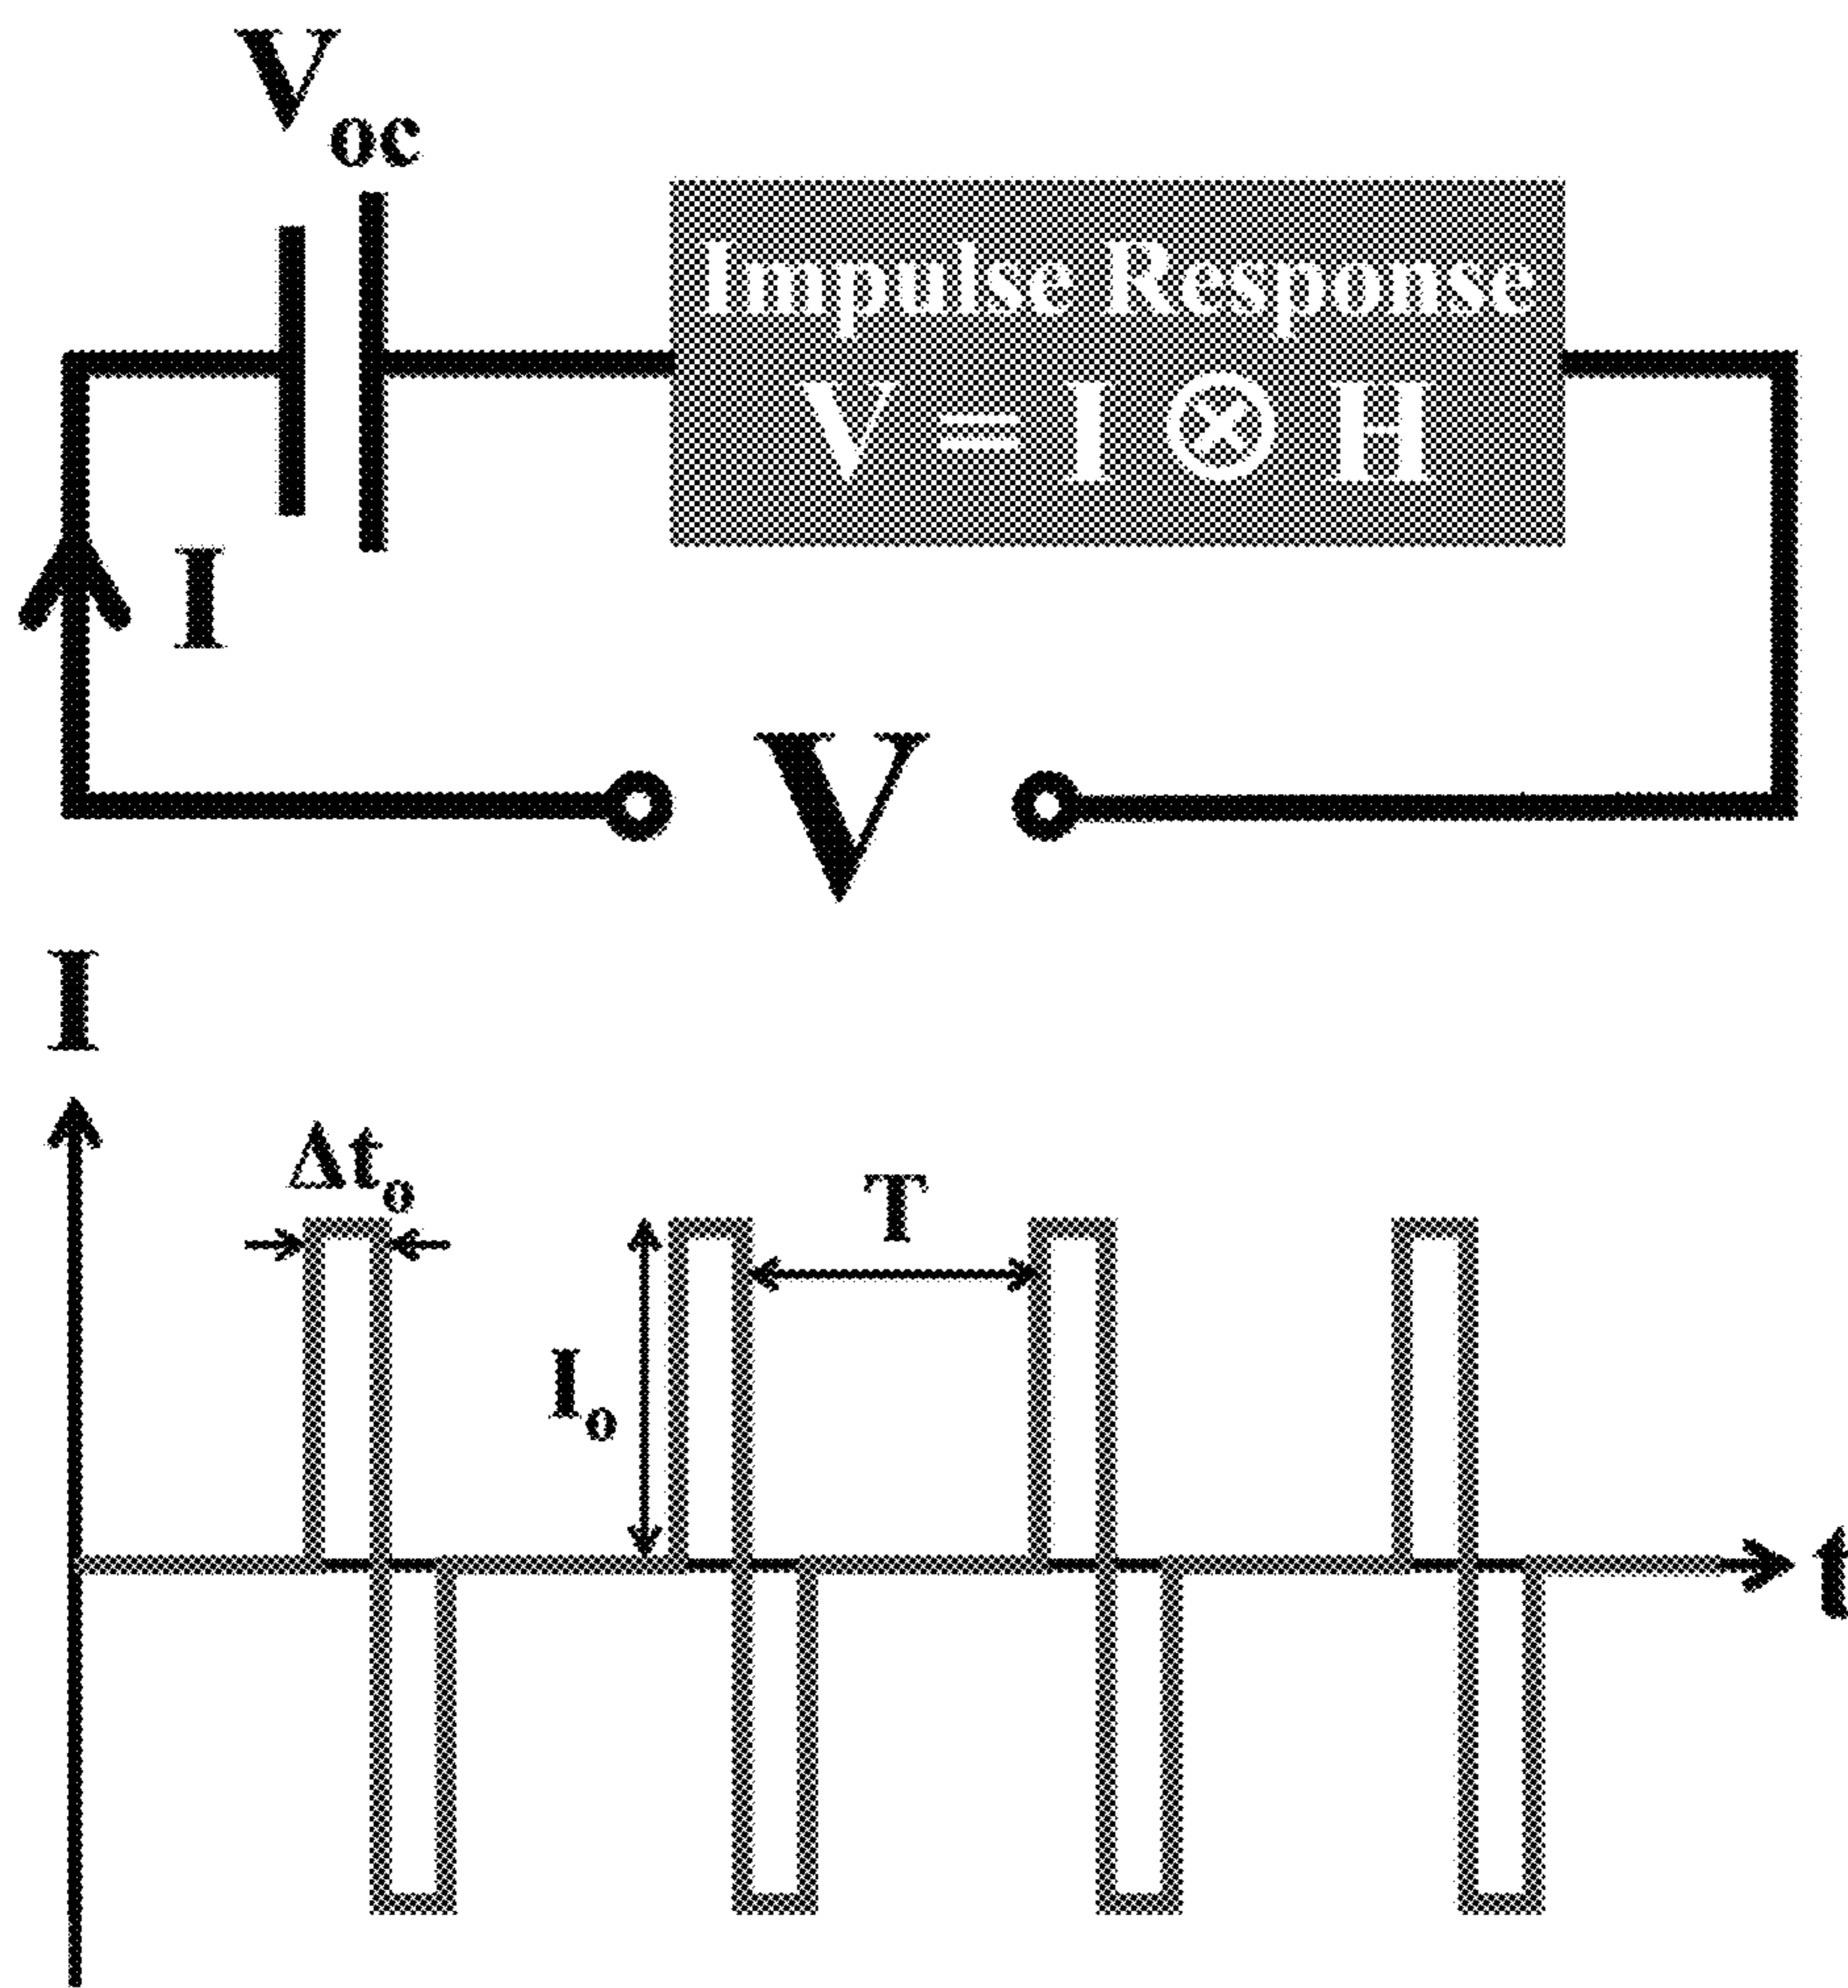 Voc
Impulse Response
V = I ⊗ H
I
V
I
Δto
T
Io
t